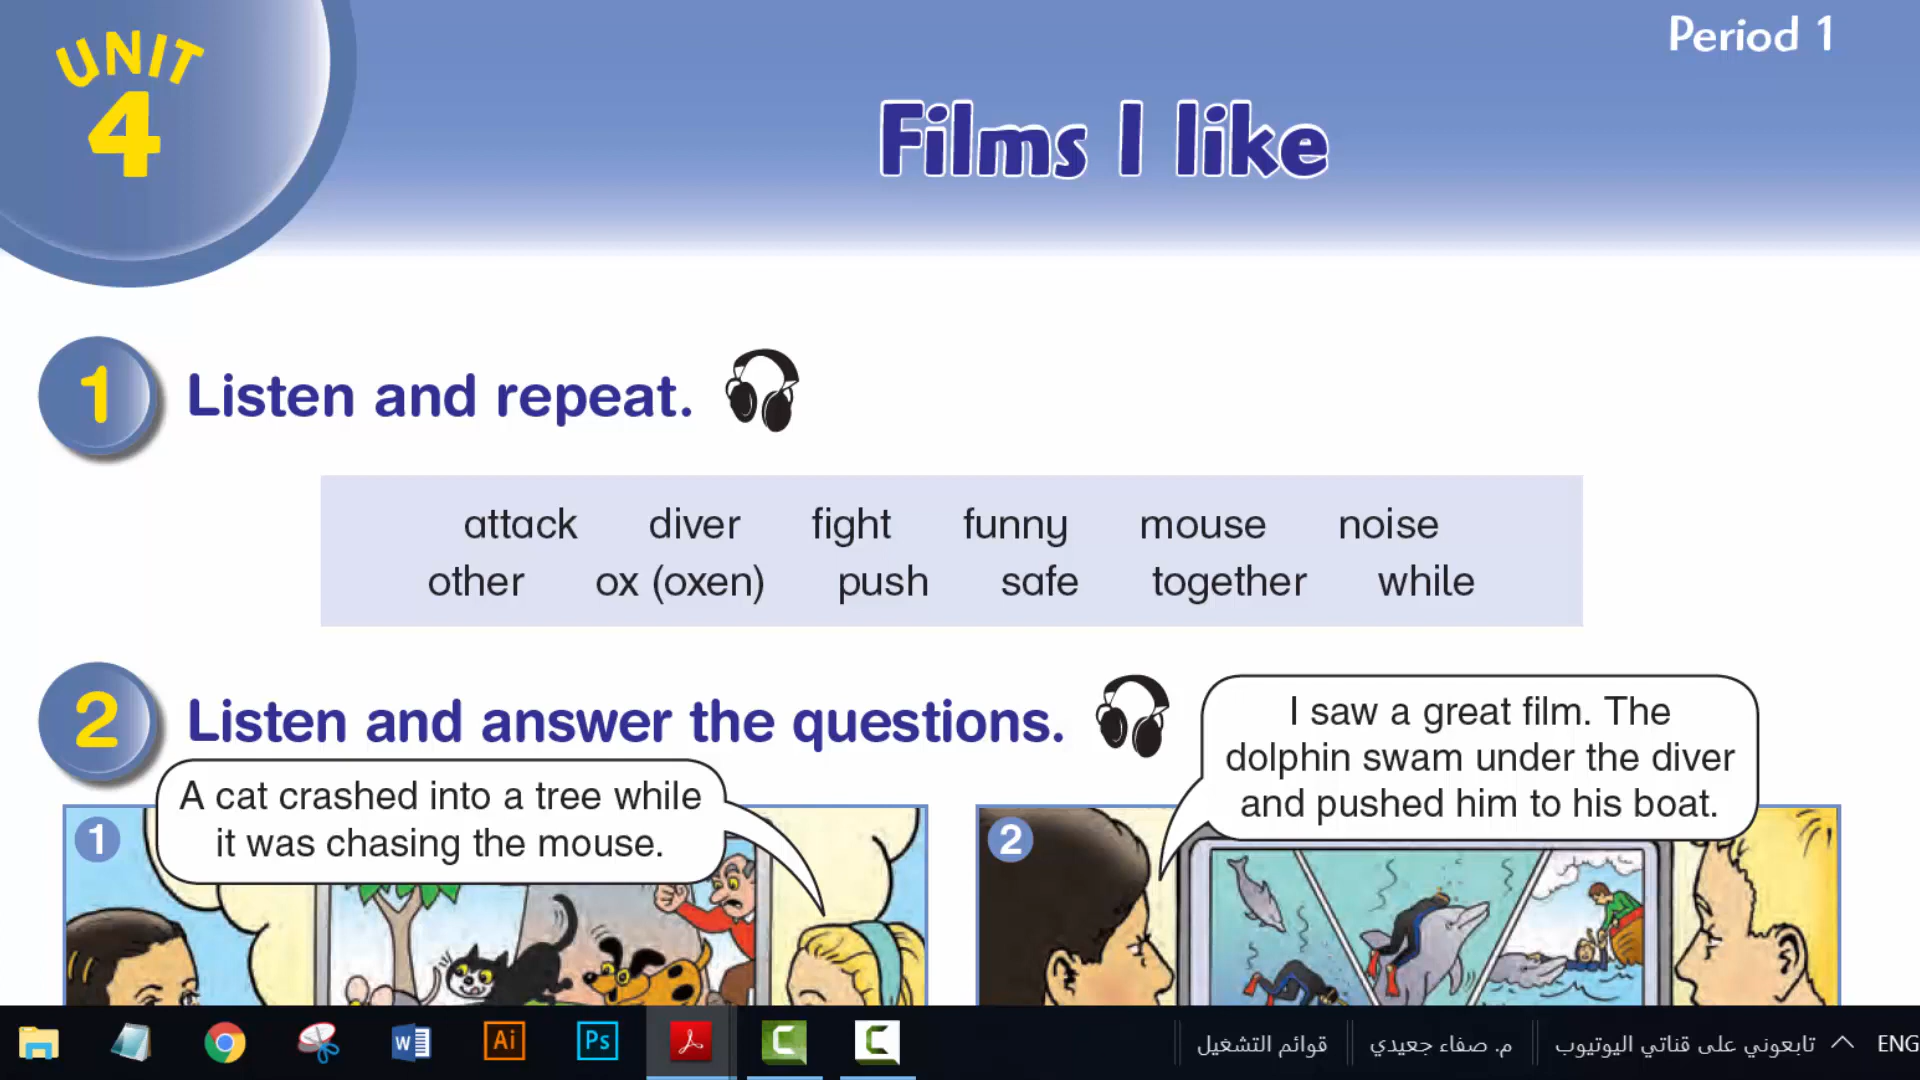 UNIT
4
Period 1
Films I like
1 Listen and repeat.
attack diver fight funny mouse noise
other ox (oxen) push safe together while
2 Listen and answer the questions.
1
A cat crashed into a tree while
it was chasing the mouse.
2
I saw a great film. The
dolphin swam under the diver
and pushed him to his boat.
W Ai Ps C C
قوائم التشغيل
م. صفاء جعيدي
تابعوني على قناتي اليوتيوب
ENG